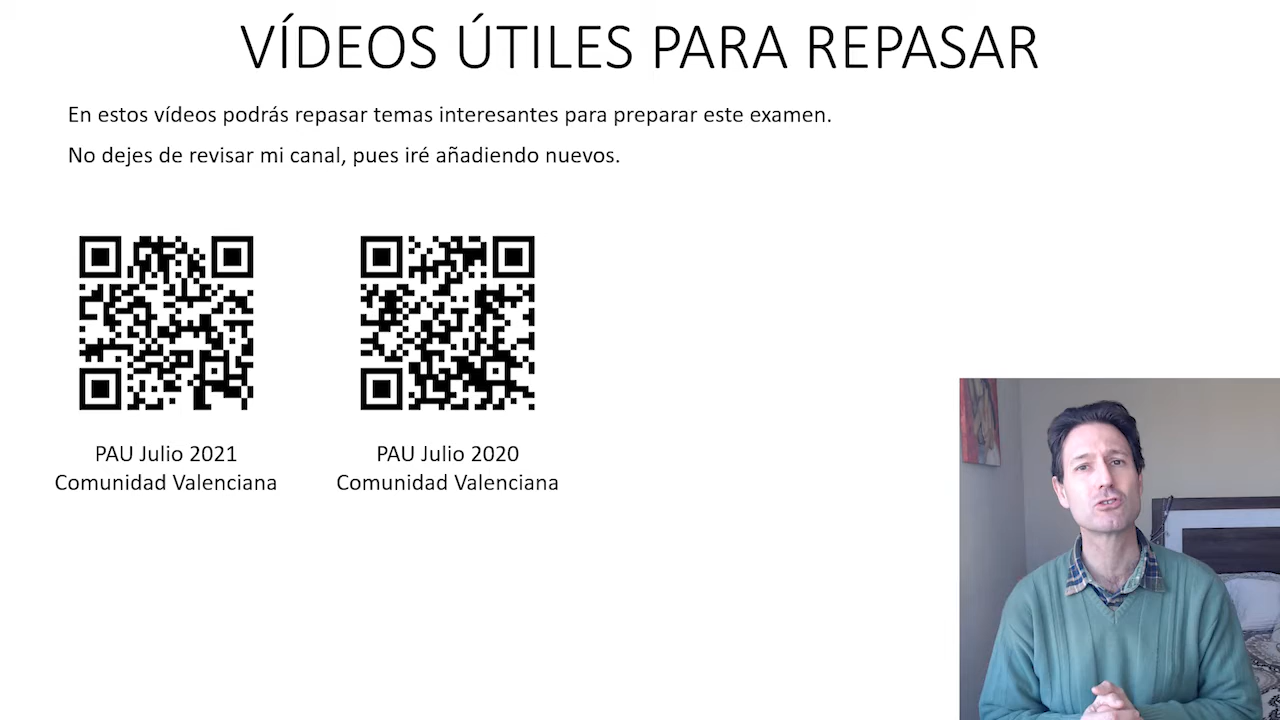 VÍDEOS ÚTILES PARA REPASAR
En estos vídeos podrás repasar temas interesantes para preparar este examen.
No dejes de revisar mi canal, pues iré añadiendo nuevos.
PAU Julio 2021
Comunidad Valenciana
PAU Julio 2020
Comunidad Valenciana